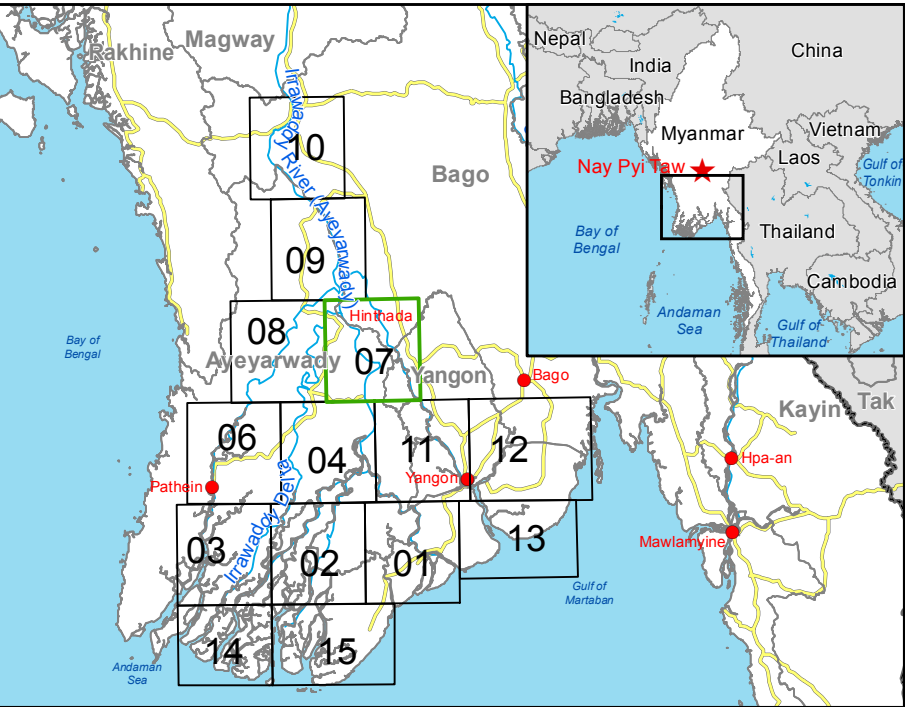 Rakhine
Magway
Irrawaddy River (Ayeyarwady)
10
Bago
09
Hinthada
08
Ayeyarwady
07
Yangon
Bay of
Bengal
Bago
06
04
11
12
Pathein
Yangon
Irrawaddy Delta
03
02
01
13
14
15
Andaman
Sea
Gulf of
Martaban
Kayin
Tak
Hpa-an
Mawlamyine
Nepal
India
China
Bangladesh
Myanmar
Vietnam
Laos
Nay Pyi Taw
Gulf of
Tonkin
Bay of
Bengal
Thailand
Cambodia
Andaman
Sea
Gulf of
Thailand